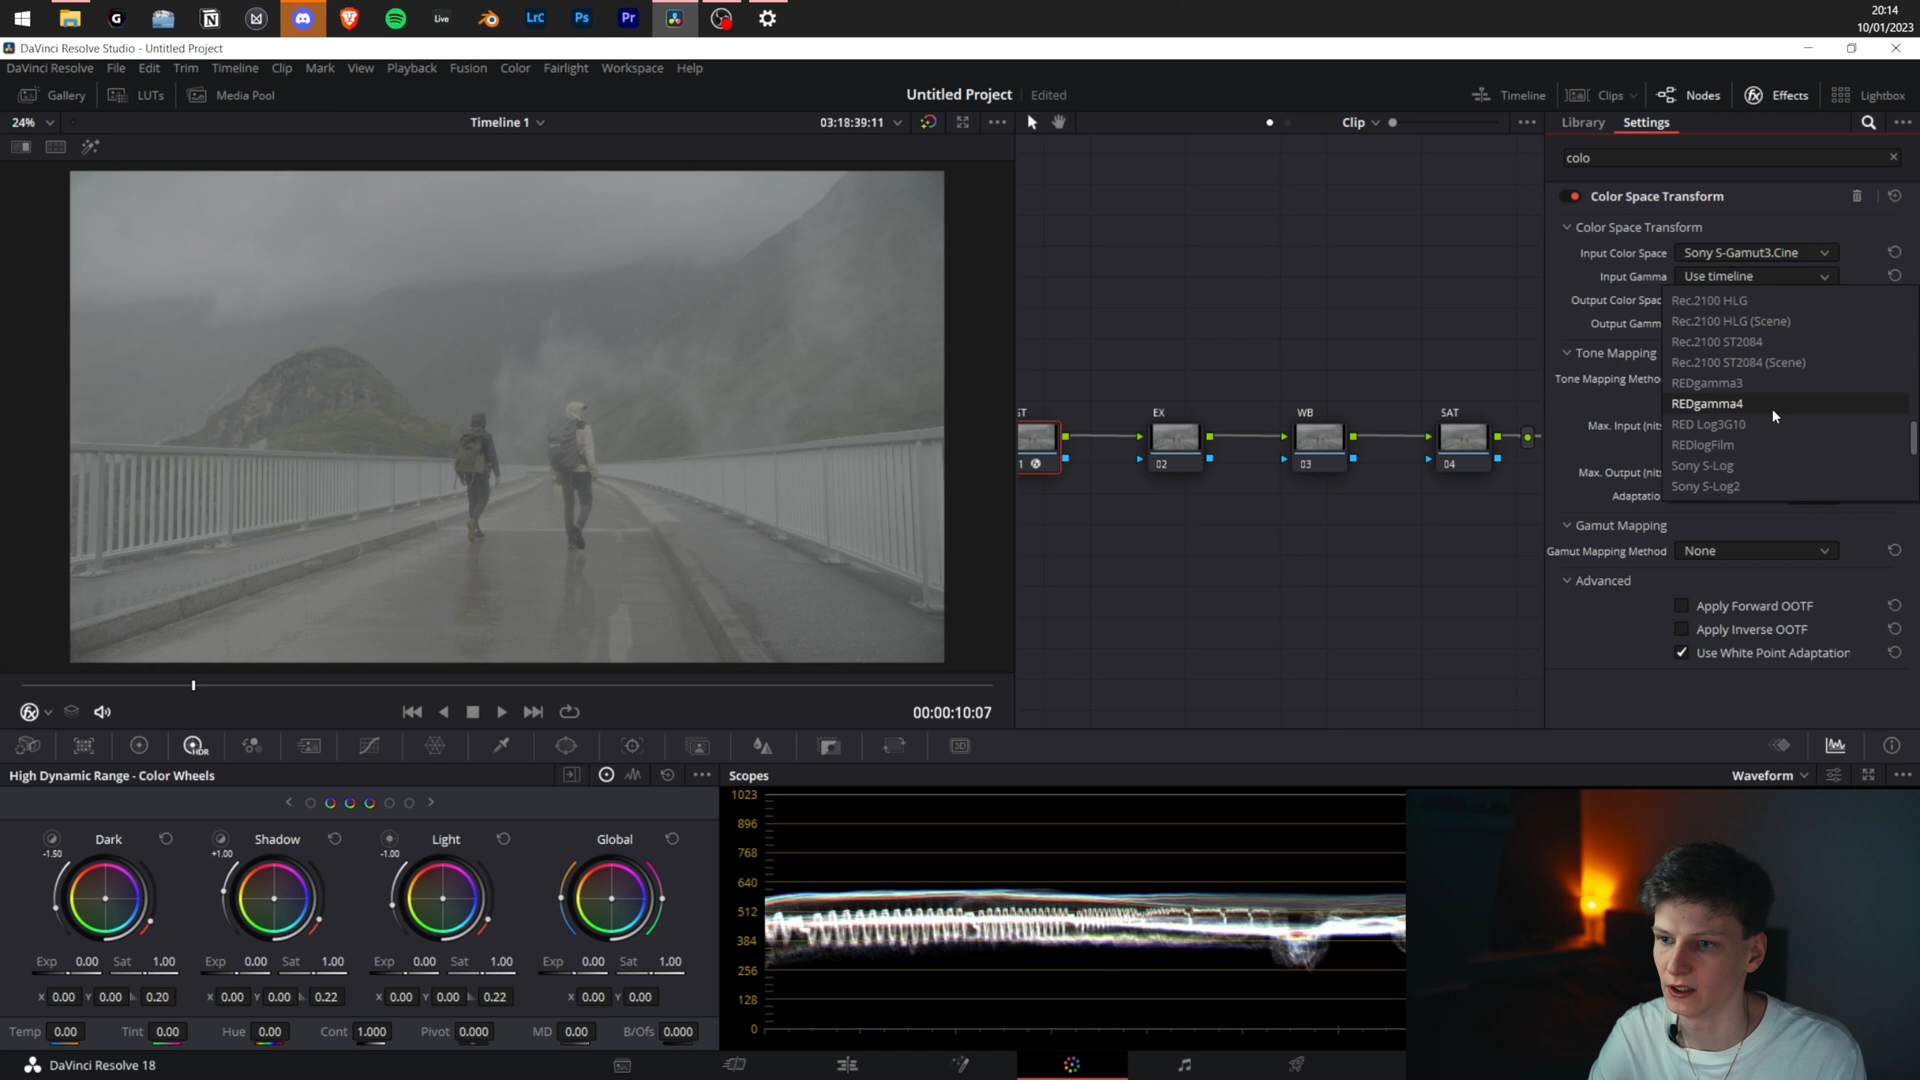 20:14
10/01/2023
G
Live
LrC
Ps
Pr
DaVinci Resolve Studio - Untitled Project
DaVinci Resolve File Edit Trim Timeline Clip Mark View Playback Fusion Color Fairlight Workspace Help
Gallery LUTs Media Pool
Untitled Project Edited
Timeline Clips Nodes Effects Lightbox
24% Timeline 1 03:18:39:11
Clip
Library Settings
colo
Color Space Transform
Color Space Transform
Input Color Space Sony S-Gamut3.Cine
Input Gamma Use timeline
Output Color Spac
Output Gamm
Tone Mapping
Tone Mapping Metho
Max. Input (nits
Max. Output (nits
Adaptatio
Rec.2100 HLG
Rec.2100 HLG (Scene)
Rec.2100 ST2084
Rec.2100 ST2084 (Scene)
REDgamma3
REDgamma4
RED Log3G10
REDlogFilm
Sony S-Log
Sony S-Log2
Gamut Mapping
Gamut Mapping Method None
Advanced
Apply Forward OOTF
Apply Inverse OOTF
Use White Point Adaptation
ST EX WB SAT
1 02 03 04
00:00:10:07
HDR
3D
High Dynamic Range - Color Wheels
Scopes
Waveform
Dark Shadow Light Global
-1.50 +1.00 -1.00
Exp 0.00 Sat 1.00 Exp 0.00 Sat 1.00 Exp 0.00 Sat 1.00 Exp 0.00 Sat 1.00
X 0.00 Y 0.00 0.20 X 0.00 Y 0.00 0.22 X 0.00 Y 0.00 0.22 X 0.00 Y 0.00
Temp 0.00 Tint 0.00 Hue 0.00 Cont 1.000 Pivot 0.000 MD 0.00 B/Ofs 0.000
1023
896
768
640
512
384
256
128
0
DaVinci Resolve 18